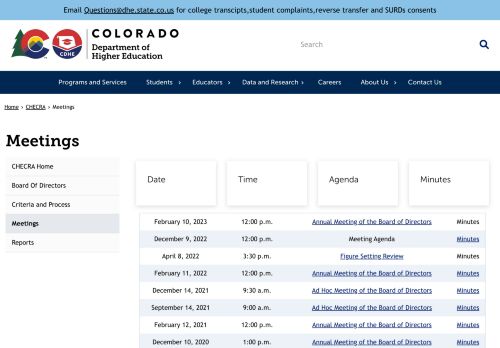 Email Questions@dhe.state.co.us for college transcipts,student complaints,reverse transfer and SURDs consents
COLORADO
Department of
Higher Education
CDHE
Search
Programs and Services Students Educators Data and Research Careers About Us Contact Us
Home > CHECRA > Meetings
Meetings
CHECRA Home
Board Of Directors
Criteria and Process
Meetings
Reports
Date Time Agenda Minutes
February 10, 2023 12:00 p.m. Annual Meeting of the Board of Directors Minutes
December 9, 2022 12:00 p.m. Meeting Agenda Minutes
April 8, 2022 3:30 p.m. Figure Setting Review Minutes
February 11, 2022 12:00 p.m. Annual Meeting of the Board of Directors Minutes
December 14, 2021 9:30 a.m. Ad Hoc Meeting of the Board of Directors Minutes
September 14, 2021 9:00 a.m. Ad Hoc Meeting of the Board of Directors Minutes
February 12, 2021 12:00 p.m. Annual Meeting of the Board of Directors Minutes
December 10, 2020 1:00 p.m. Annual Meeting of the Board of Directors Minutes